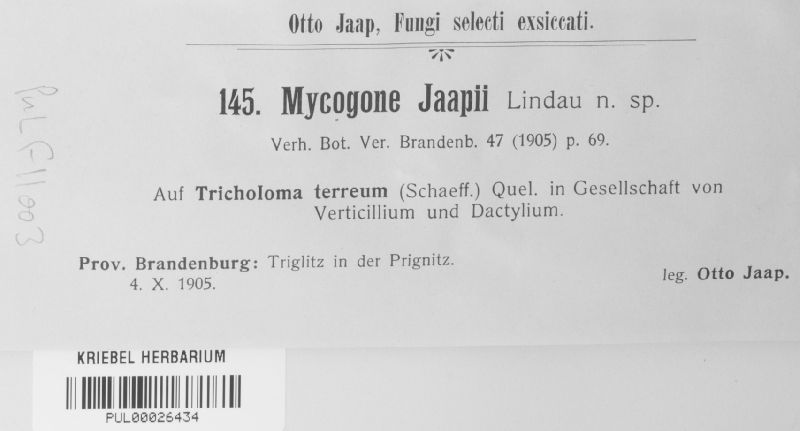 Otto Jaap, Fungi selecti exsiccati.
145. Mycogone Jaapii Lindau n. sp.
Verh. Bot. Ver. Brandenb. 47 (1905) p. 69.
Auf Tricholoma terreum (Schaeff.) Quel. in Gesellschaft von
Verticillium und Dactylium.
Prov. Brandenburg: Triglitz in der Prignitz.
4. X. 1905.
leg. Otto Jaap.
PUL F11003
KRIEBEL HERBARIUM
PUL00026434